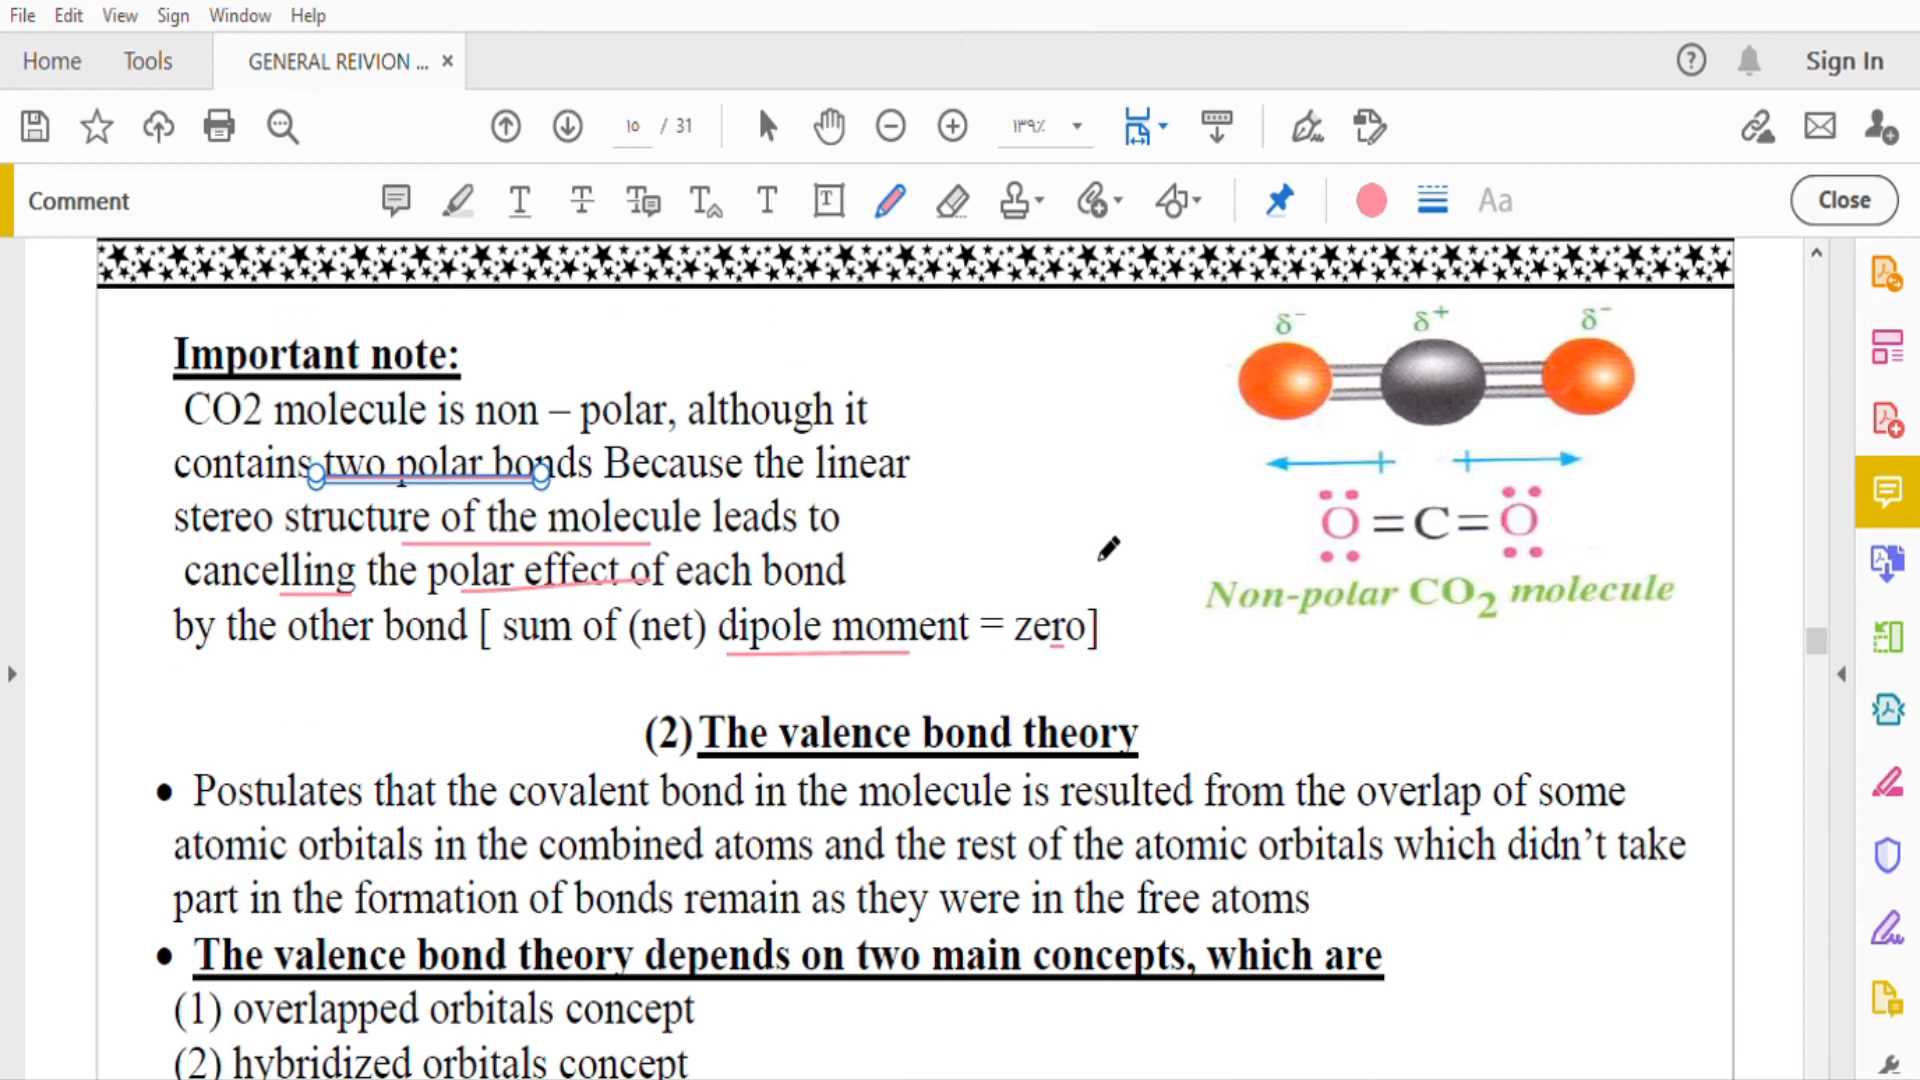 File Edit View Sign Window Help
Home Tools GENERAL REIVION ... × Sign In
١٥ / 31 ١٣٩٪
Comment Aa Close
Important note:
CO2 molecule is non – polar, although it
contains two polar bonds Because the linear
stereo structure of the molecule leads to
cancelling the polar effect of each bond
by the other bond [ sum of (net) dipole moment = zero]
δ⁻ δ⁺ δ⁻
O=C=O
Non-polar CO₂ molecule
(2) The valence bond theory
• Postulates that the covalent bond in the molecule is resulted from the overlap of some
atomic orbitals in the combined atoms and the rest of the atomic orbitals which didn’t take
part in the formation of bonds remain as they were in the free atoms
• The valence bond theory depends on two main concepts, which are
(1) overlapped orbitals concept
(2) hybridized orbitals concept